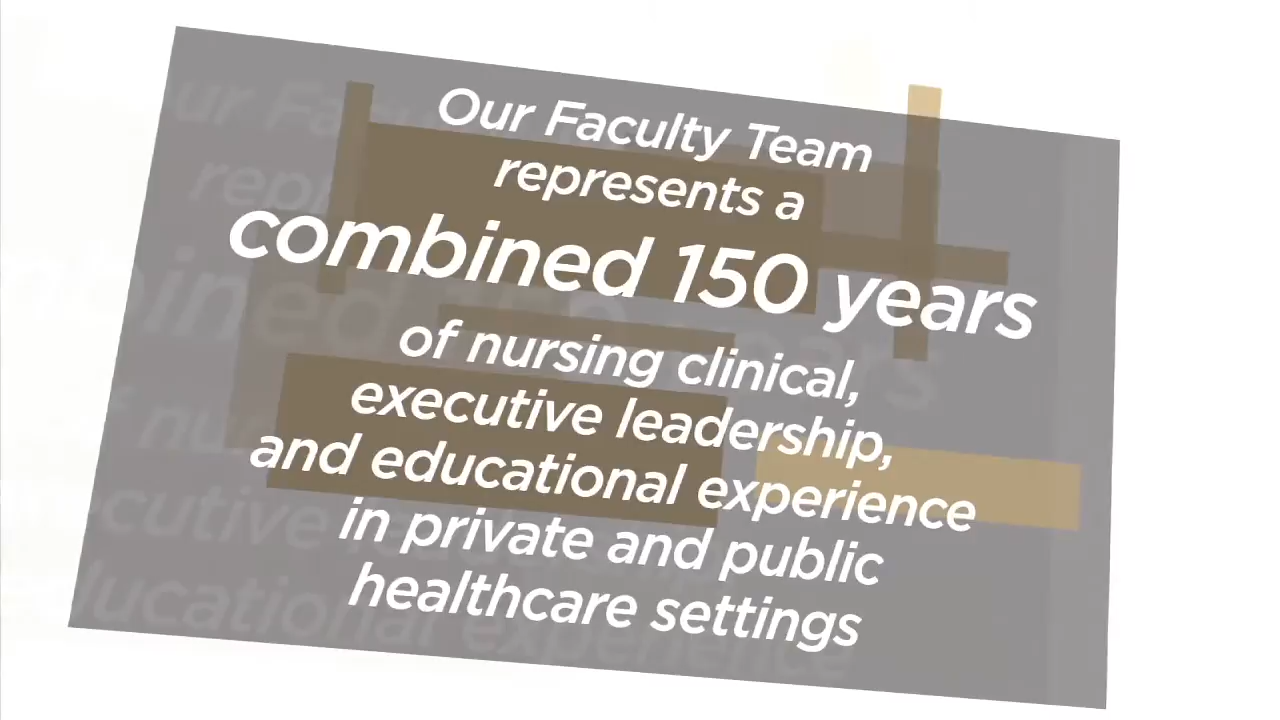 Our Faculty Team
represents a
combined 150 years
of nursing clinical,
executive leadership,
and educational experience
in private and public
healthcare settings